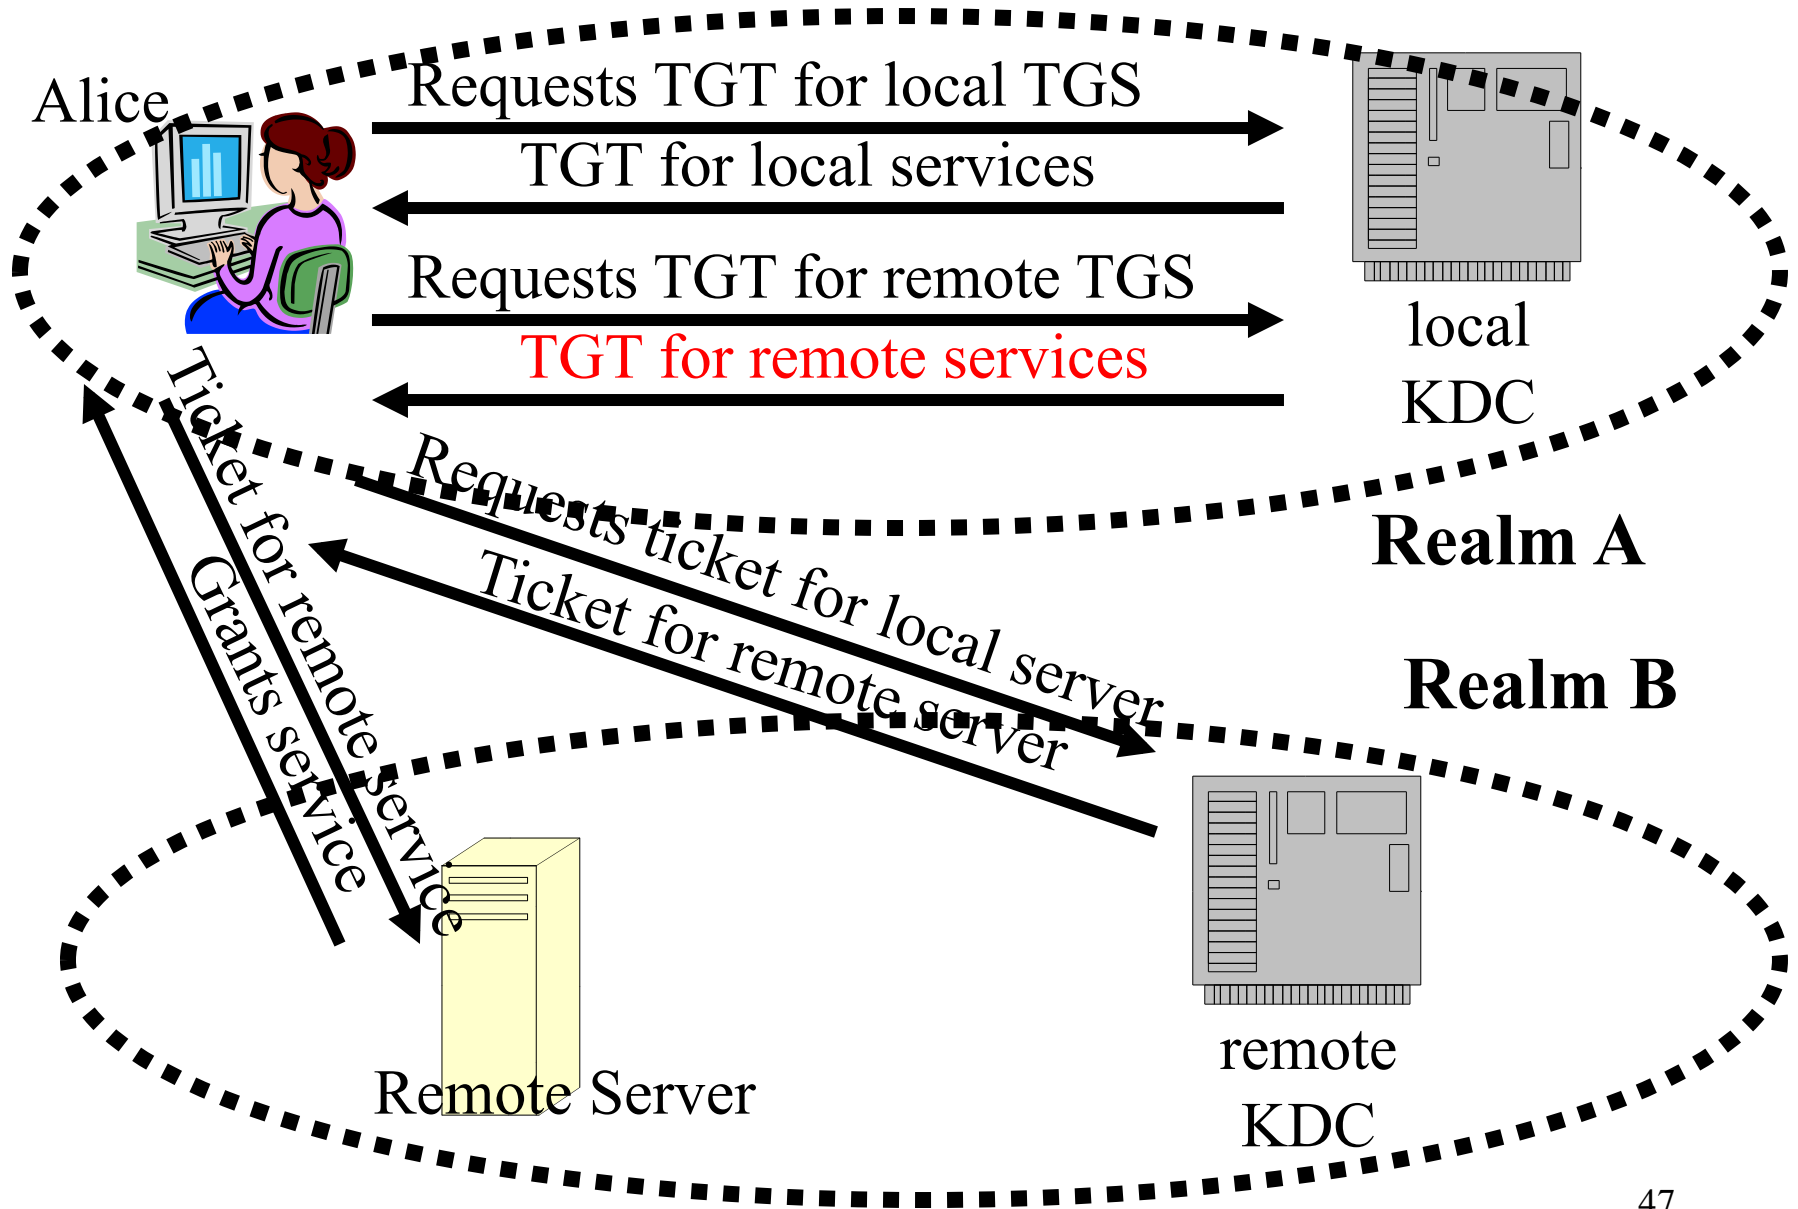 Alice
Requests TGT for local TGS
TGT for local services
Requests TGT for remote TGS
TGT for remote services
local
KDC
Requests ticket for local server
Ticket for remote server
Ticket for remote service
Grants service
Realm A
Realm B
Remote Server
remote
KDC
47